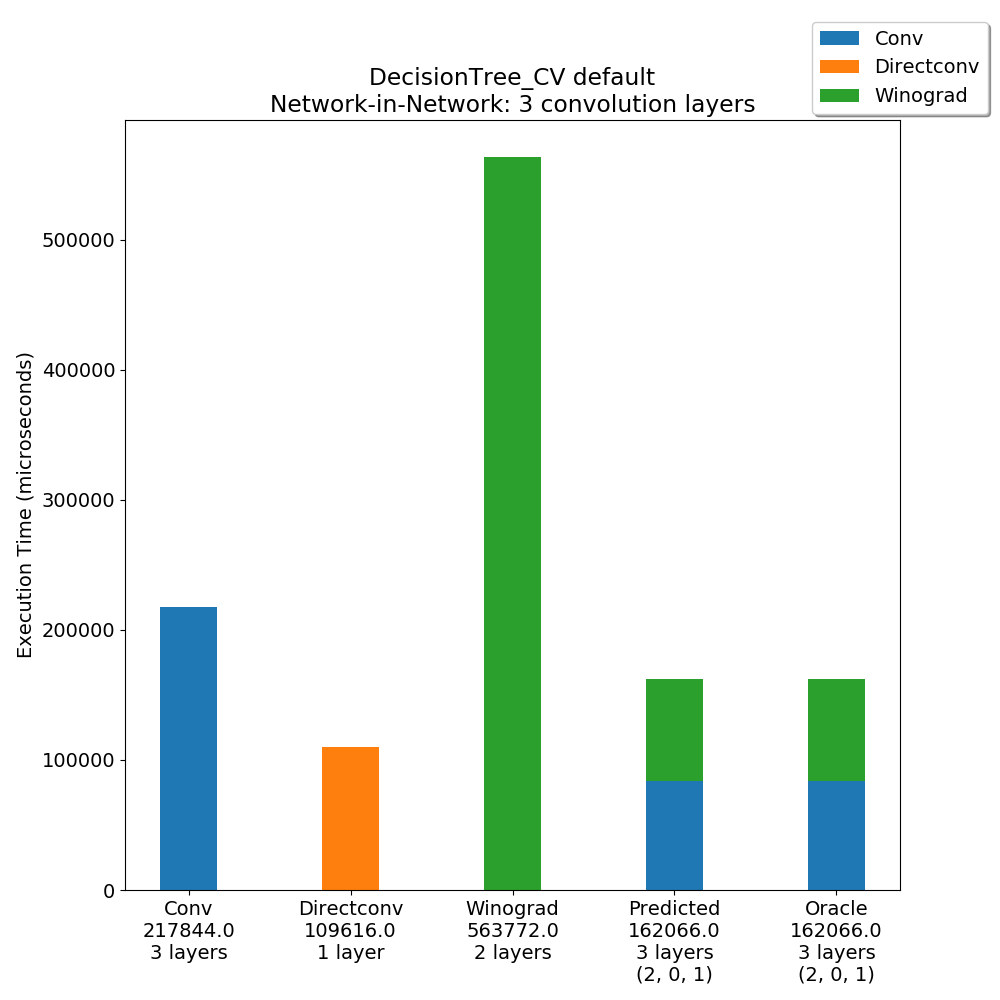 Conv
Directconv
Winograd
DecisionTree_CV default
Network-in-Network: 3 convolution layers
Execution Time (microseconds)
500000
400000
300000
200000
100000
0
Conv
217844.0
3 layers
Directconv
109616.0
1 layer
Winograd
563772.0
2 layers
Predicted
162066.0
3 layers
(2, 0, 1)
Oracle
162066.0
3 layers
(2, 0, 1)